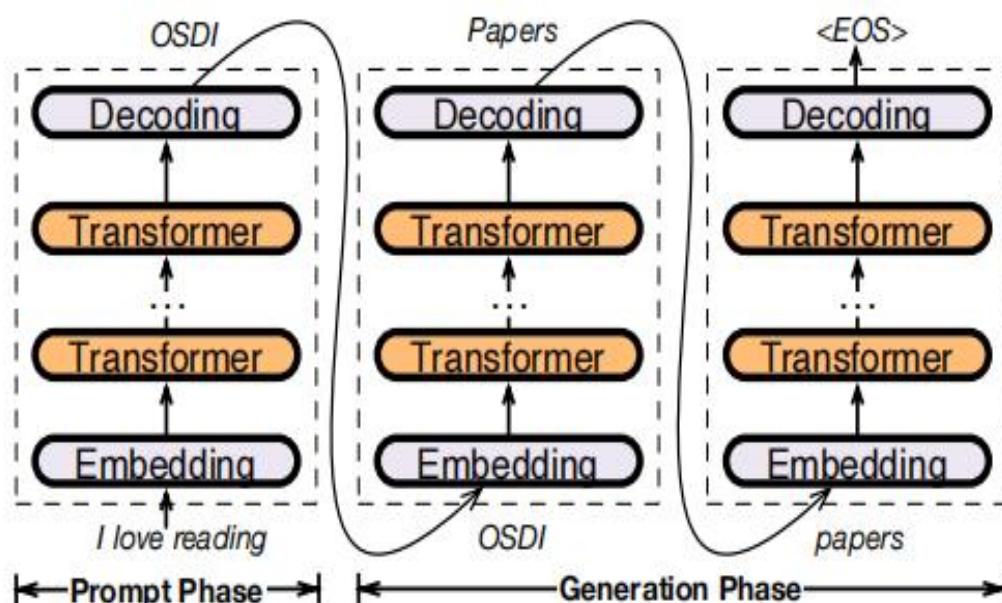 OSDI Papers <EOS>
Decoding Decoding Decoding
Transformer Transformer Transformer
... ... ...
Transformer Transformer Transformer
Embedding Embedding Embedding
I love reading OSDI papers
Prompt Phase Generation Phase